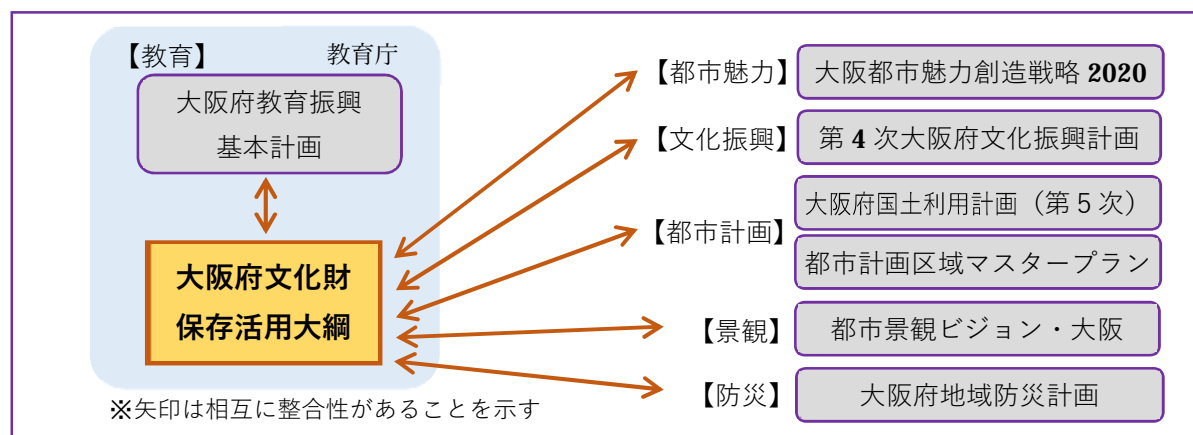 【教育】 教育庁
大阪府教育振興
基本計画
大阪府文化財
保存活用大綱
※矢印は相互に整合性があることを示す
【都市魅力】 大阪都市魅力創造戦略 2020
【文化振興】 第 4 次大阪府文化振興計画
【都市計画】 大阪府国土利用計画（第 5 次）
都市計画区域マスタープラン
【景観】 都市景観ビジョン・大阪
【防災】 大阪府地域防災計画